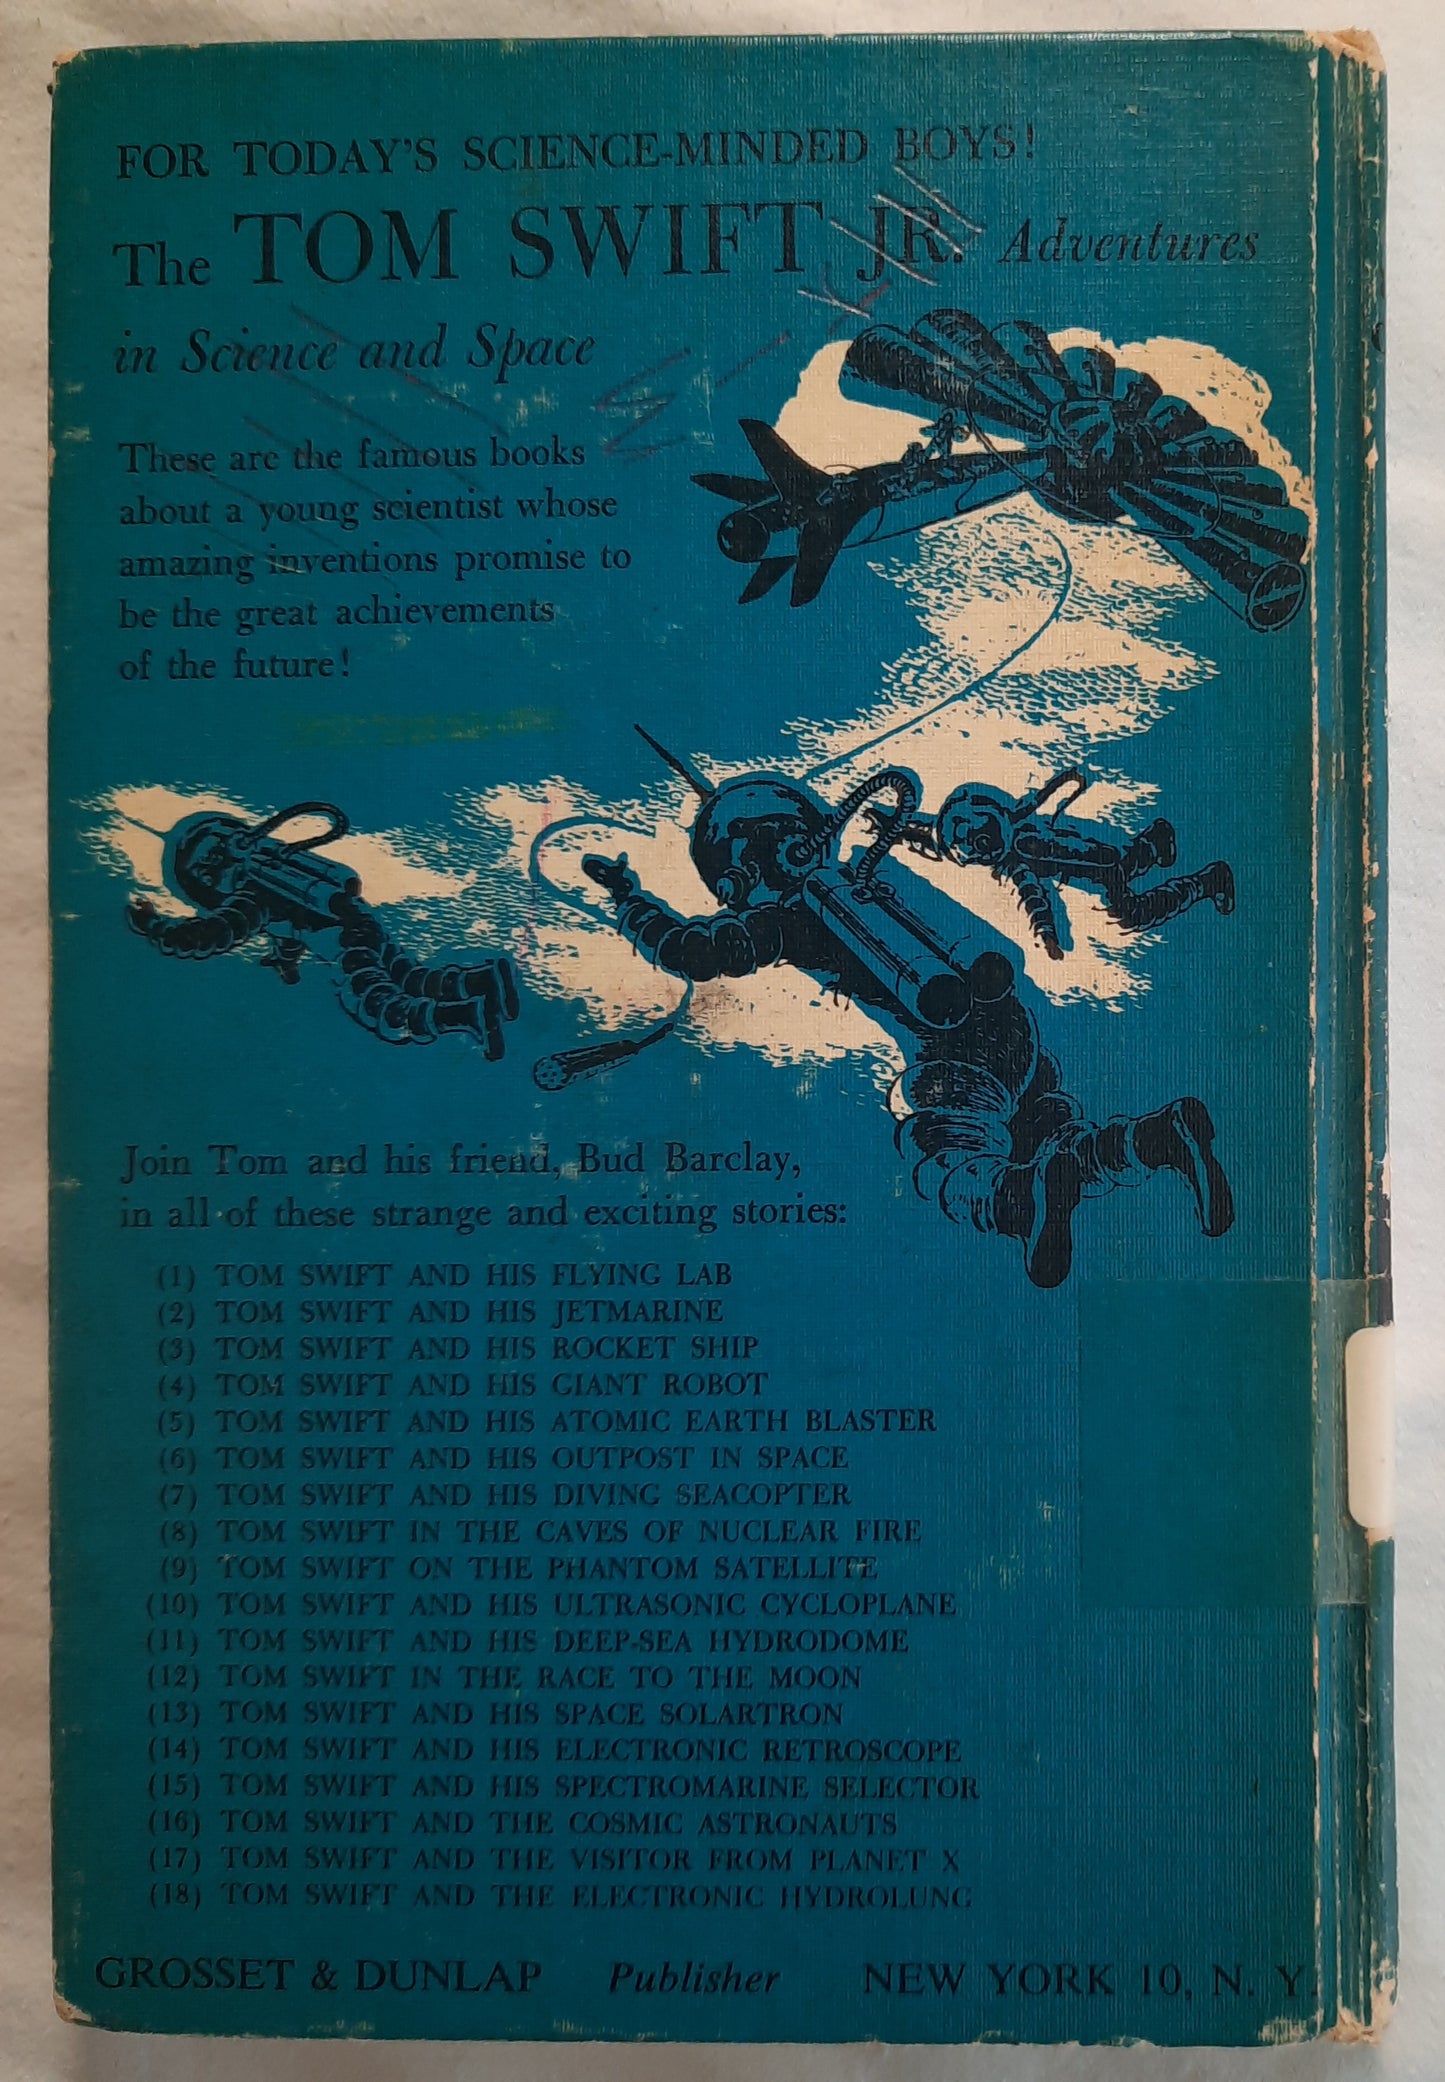 FOR TODAY'S SCIENCE-MINDED BOYS!
The TOM SWIFT JR. Adventures
in Science and Space
These are the famous books
about a young scientist whose
amazing inventions promise to
be the great achievements
of the future!
Join Tom and his friend, Bud Barclay,
in all of these strange and exciting stories:
(1) TOM SWIFT AND HIS FLYING LAB
(2) TOM SWIFT AND HIS JETMARINE
(3) TOM SWIFT AND HIS ROCKET SHIP
(4) TOM SWIFT AND HIS GIANT ROBOT
(5) TOM SWIFT AND HIS ATOMIC EARTH BLASTER
(6) TOM SWIFT AND HIS OUTPOST IN SPACE
(7) TOM SWIFT AND HIS DIVING SEACOPTER
(8) TOM SWIFT IN THE CAVES OF NUCLEAR FIRE
(9) TOM SWIFT ON THE PHANTOM SATELLITE
(10) TOM SWIFT AND HIS ULTRASONIC CYCLOPLANE
(11) TOM SWIFT AND HIS DEEP-SEA HYDRODOME
(12) TOM SWIFT IN THE RACE TO THE MOON
(13) TOM SWIFT AND HIS SPACE SOLARTRON
(14) TOM SWIFT AND HIS ELECTRONIC RETROSCOPE
(15) TOM SWIFT AND HIS SPECTROMARINE SELECTOR
(16) TOM SWIFT AND THE COSMIC ASTRONAUTS
(17) TOM SWIFT AND THE VISITOR FROM PLANET X
(18) TOM SWIFT AND THE ELECTRONIC HYDROLUNG
GROSSET & DUNLAP Publisher NEW YORK 10, N. Y.